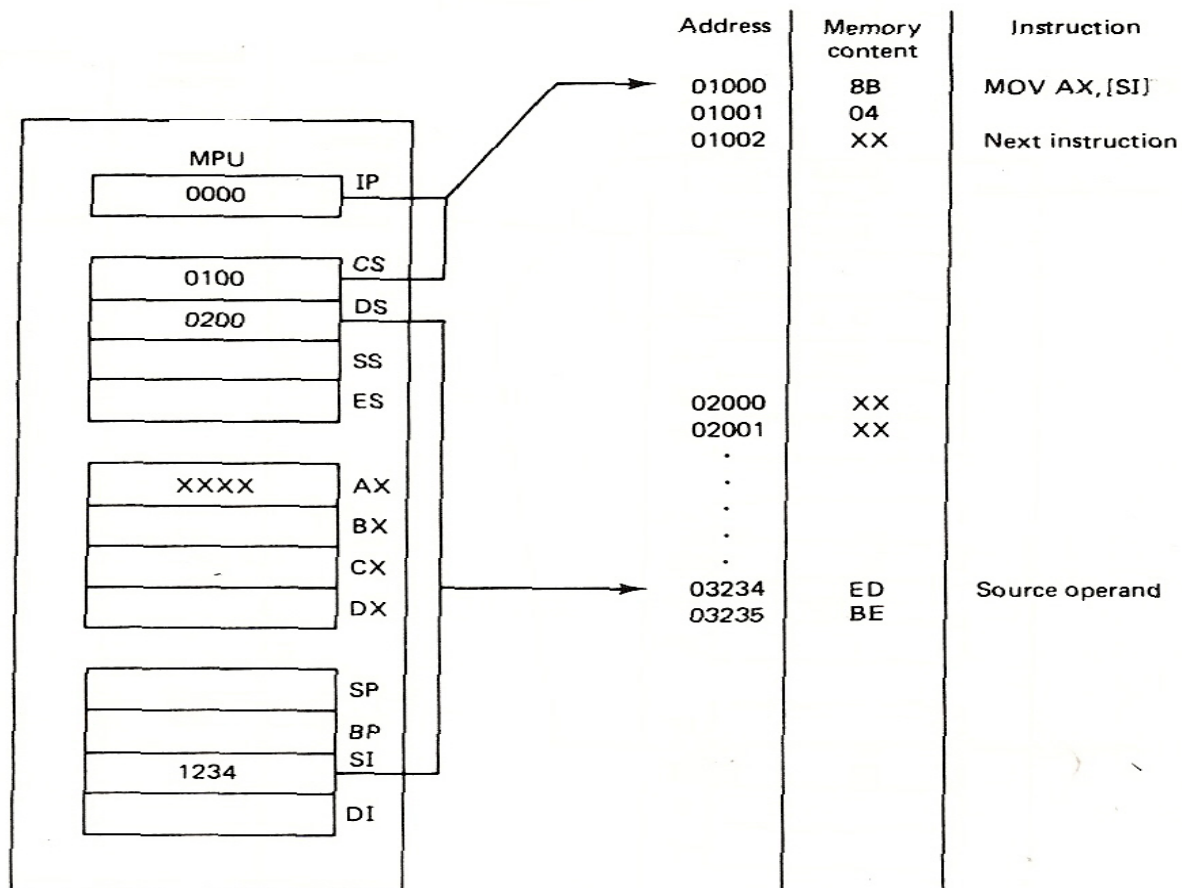 Address Memory content Instruction
01000 8B MOV AX, [SI]
01001 04
01002 XX Next instruction
MPU
0000 IP
0100 CS
0200 DS
SS
ES
02000 XX
02001 XX
XXXX AX
BX
CX
DX
03234 ED Source operand
03235 BE
SP
BP
1234 SI
DI